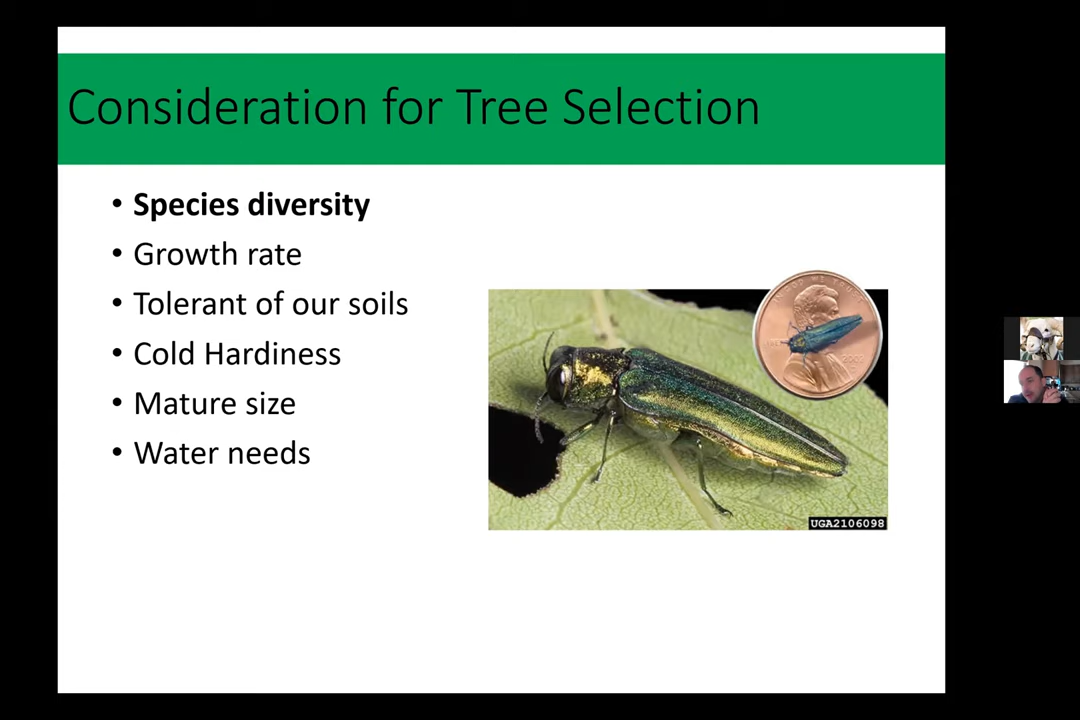 Consideration for Tree Selection
• Species diversity
• Growth rate
• Tolerant of our soils
• Cold Hardiness
• Mature size
• Water needs
UGA2106098